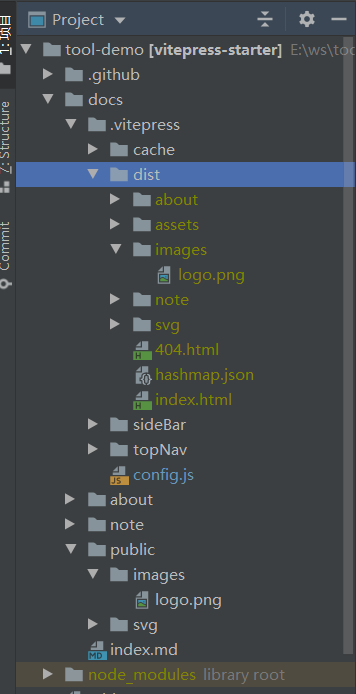 Project
1: 项目
7: Structure
Commit
tool-demo [vitepress-starter] E:\ws\too
.github
docs
.vitepress
cache
dist
about
assets
images
logo.png
note
svg
404.html
hashmap.json
index.html
sideBar
topNav
config.js
about
note
public
images
logo.png
svg
index.md
node_modules library root